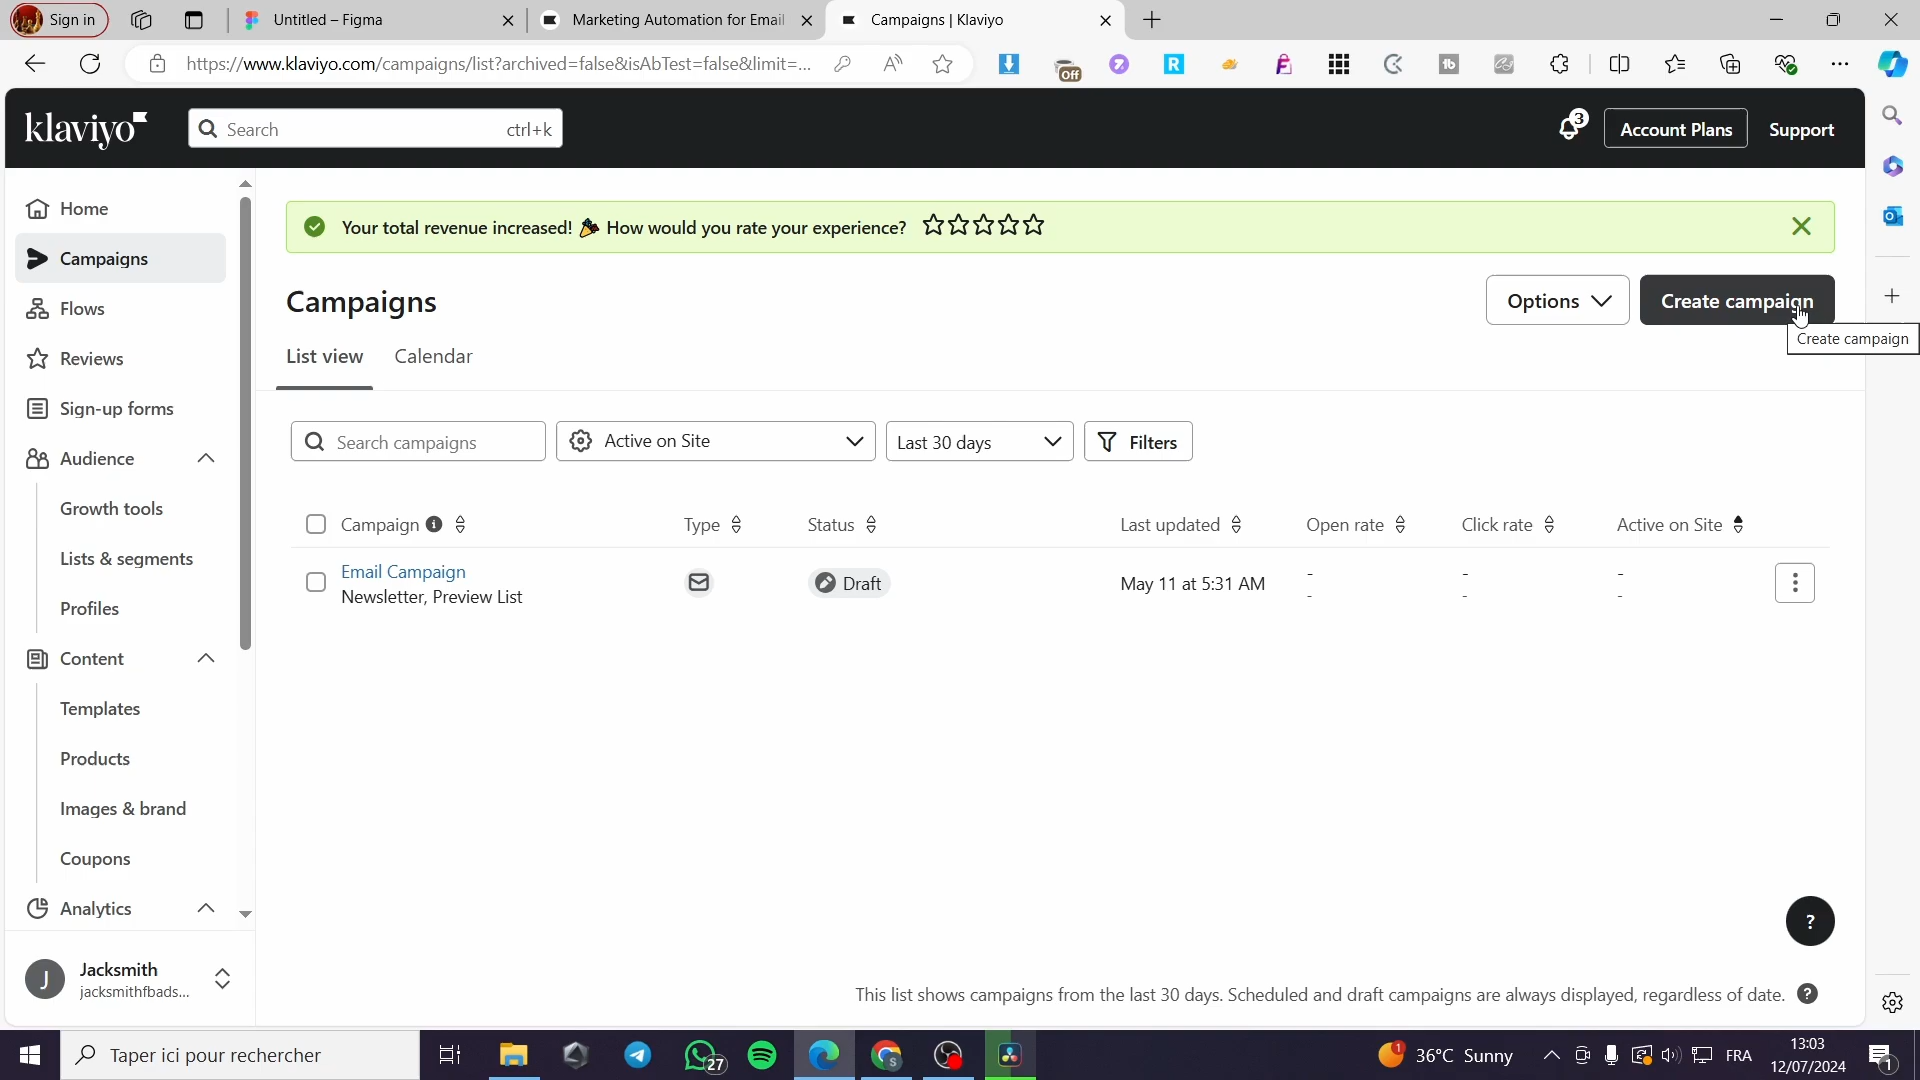 Sign in
Untitled – Figma
Marketing Automation for Email
Campaigns | Klaviyo
https://www.klaviyo.com/campaigns/list?archived=false&isAbTest=false&limit=...
Off
klaviyo
Search ctrl+k
3
Account Plans
Support
Home
Campaigns
Flows
Reviews
Sign-up forms
Audience
Growth tools
Lists & segments
Profiles
Content
Templates
Products
Images & brand
Coupons
Analytics
J
Jacksmith
jacksmithfbads...
Your total revenue increased! 🎉 How would you rate your experience?
Campaigns
Options
Create campaign
Create campaign
List view Calendar
Search campaigns
Active on Site
Last 30 days
Filters
Campaign Type Status Last updated Open rate Click rate Active on Site
Email Campaign
Newsletter, Preview List
Draft
May 11 at 5:31 AM
- - -
- - -
?
This list shows campaigns from the last 30 days. Scheduled and draft campaigns are always displayed, regardless of date. ?
Taper ici pour rechercher
27
1
36°C Sunny
FRA
13:03
12/07/2024
1